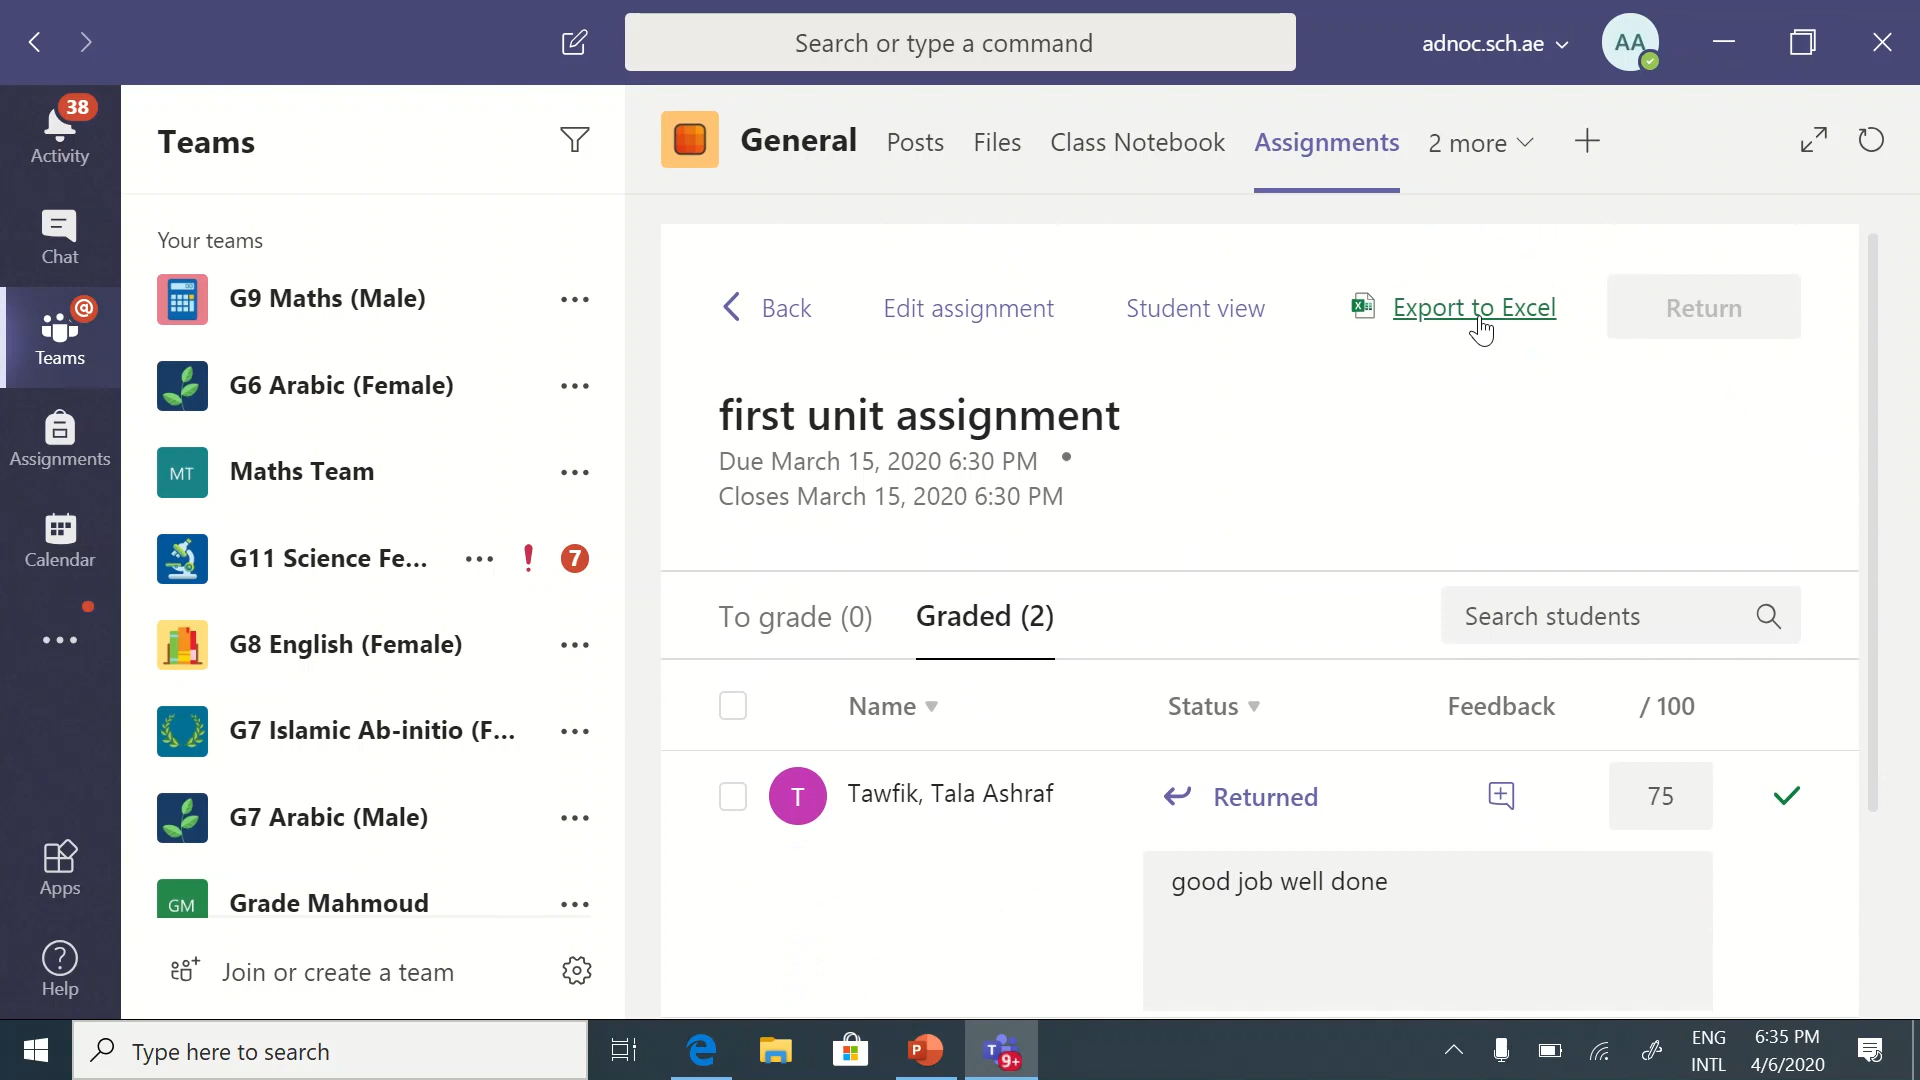 Search or type a command
adnoc.sch.ae
AA
38
Activity
Chat
@
Teams
Assignments
Calendar
Apps
Help
Teams
Your teams
G9 Maths (Male)
G6 Arabic (Female)
MT
Maths Team
G11 Science Fe...
7
G8 English (Female)
G7 Islamic Ab-initio (F...
G7 Arabic (Male)
GM
Grade Mahmoud
Join or create a team
General
Posts
Files
Class Notebook
Assignments
2 more
Back
Edit assignment
Student view
Export to Excel
Return
first unit assignment
Due March 15, 2020 6:30 PM •
Closes March 15, 2020 6:30 PM
To grade (0)
Graded (2)
Search students
Name
Status
Feedback
/ 100
T
Tawfik, Tala Ashraf
Returned
75
good job well done
Type here to search
9+
ENG
INTL
6:35 PM
4/6/2020